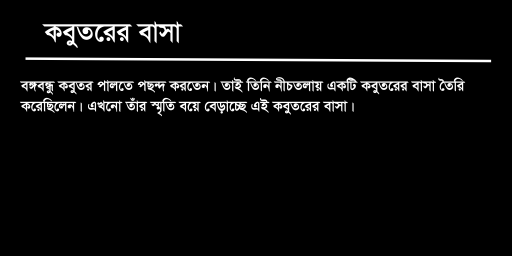 কবুতরের বাসা
বঙ্গবন্ধু কবুতর পালতে পছন্দ করতেন। তাই তিনি নীচতলায় একটি কবুতরের বাসা তৈরি
করেছিলেন। এখনো তাঁর স্মৃতি বয়ে বেড়াচ্ছে এই কবুতরের বাসা।